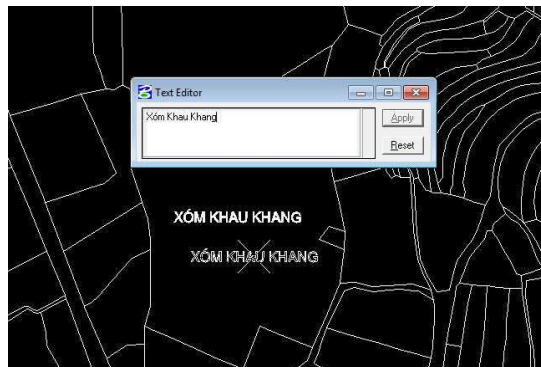 Text Editor
Xóm Khau Khang
Apply
Reset
XÓM KHAU KHANG
XÓM KHAU KHANG